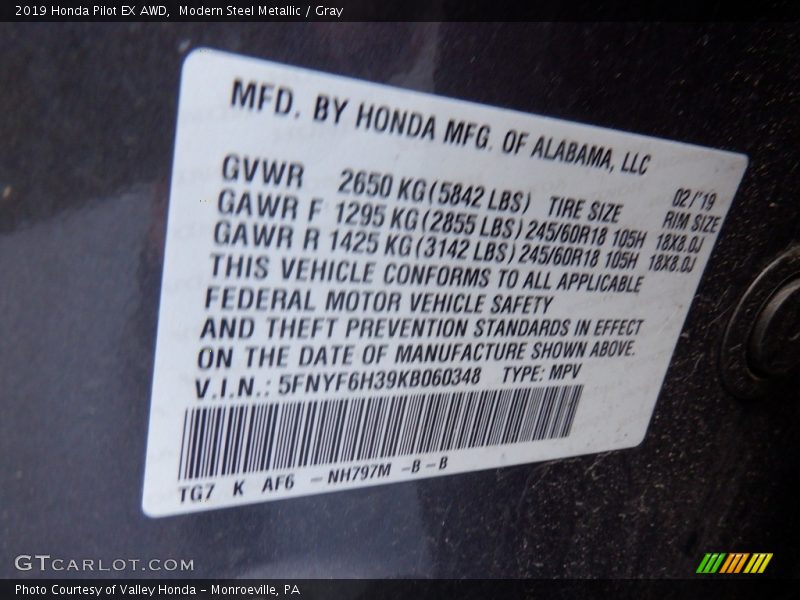 2019 Honda Pilot EX AWD,  Modern Steel Metallic / Gray
MFD. BY HONDA MFG. OF ALABAMA, LLC
02/'19
GVWR 2650 KG (5842 LBS) TIRE SIZE RIM SIZE
GAWR F 1295 KG (2855 LBS) 245/60R18 105H 18X8.0J
GAWR R 1425 KG (3142 LBS) 245/60R18 105H 18X8.0J
THIS VEHICLE CONFORMS TO ALL APPLICABLE
FEDERAL MOTOR VEHICLE SAFETY
AND THEFT PREVENTION STANDARDS IN EFFECT
ON THE DATE OF MANUFACTURE SHOWN ABOVE.
V.I.N.: 5FNYF6H39KB060348 TYPE: MPV
TG7 K AF6 -NH797M -B-B
GTCARLOT.COM
Photo Courtesy of Valley Honda - Monroeville, PA